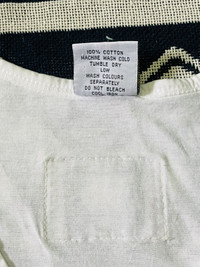 100% COTTON
MACHINE WASH COLD
TUMBLE DRY
LOW
WASH COLOURS
SEPARATELY
DO NOT BLEACH
COOL IRON